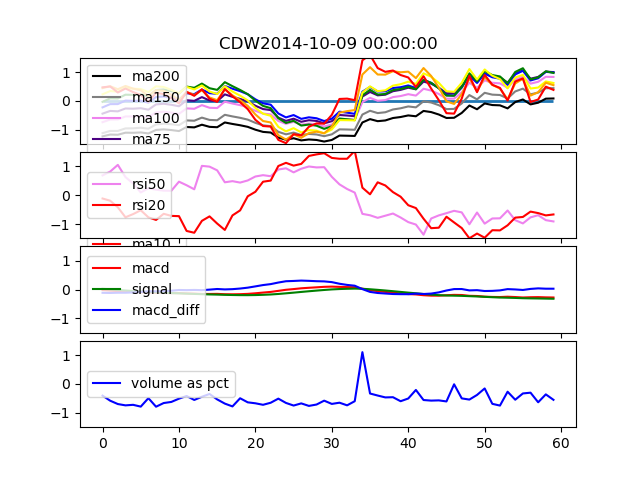 CDW2014-10-09 00:00:00
1
0
−1
ma200
ma150
ma100
ma75
1
0
−1
rsi50
rsi20
ma10
1
0
−1
macd
signal
macd_diff
1
0
−1
volume as pct
0 10 20 30 40 50 60